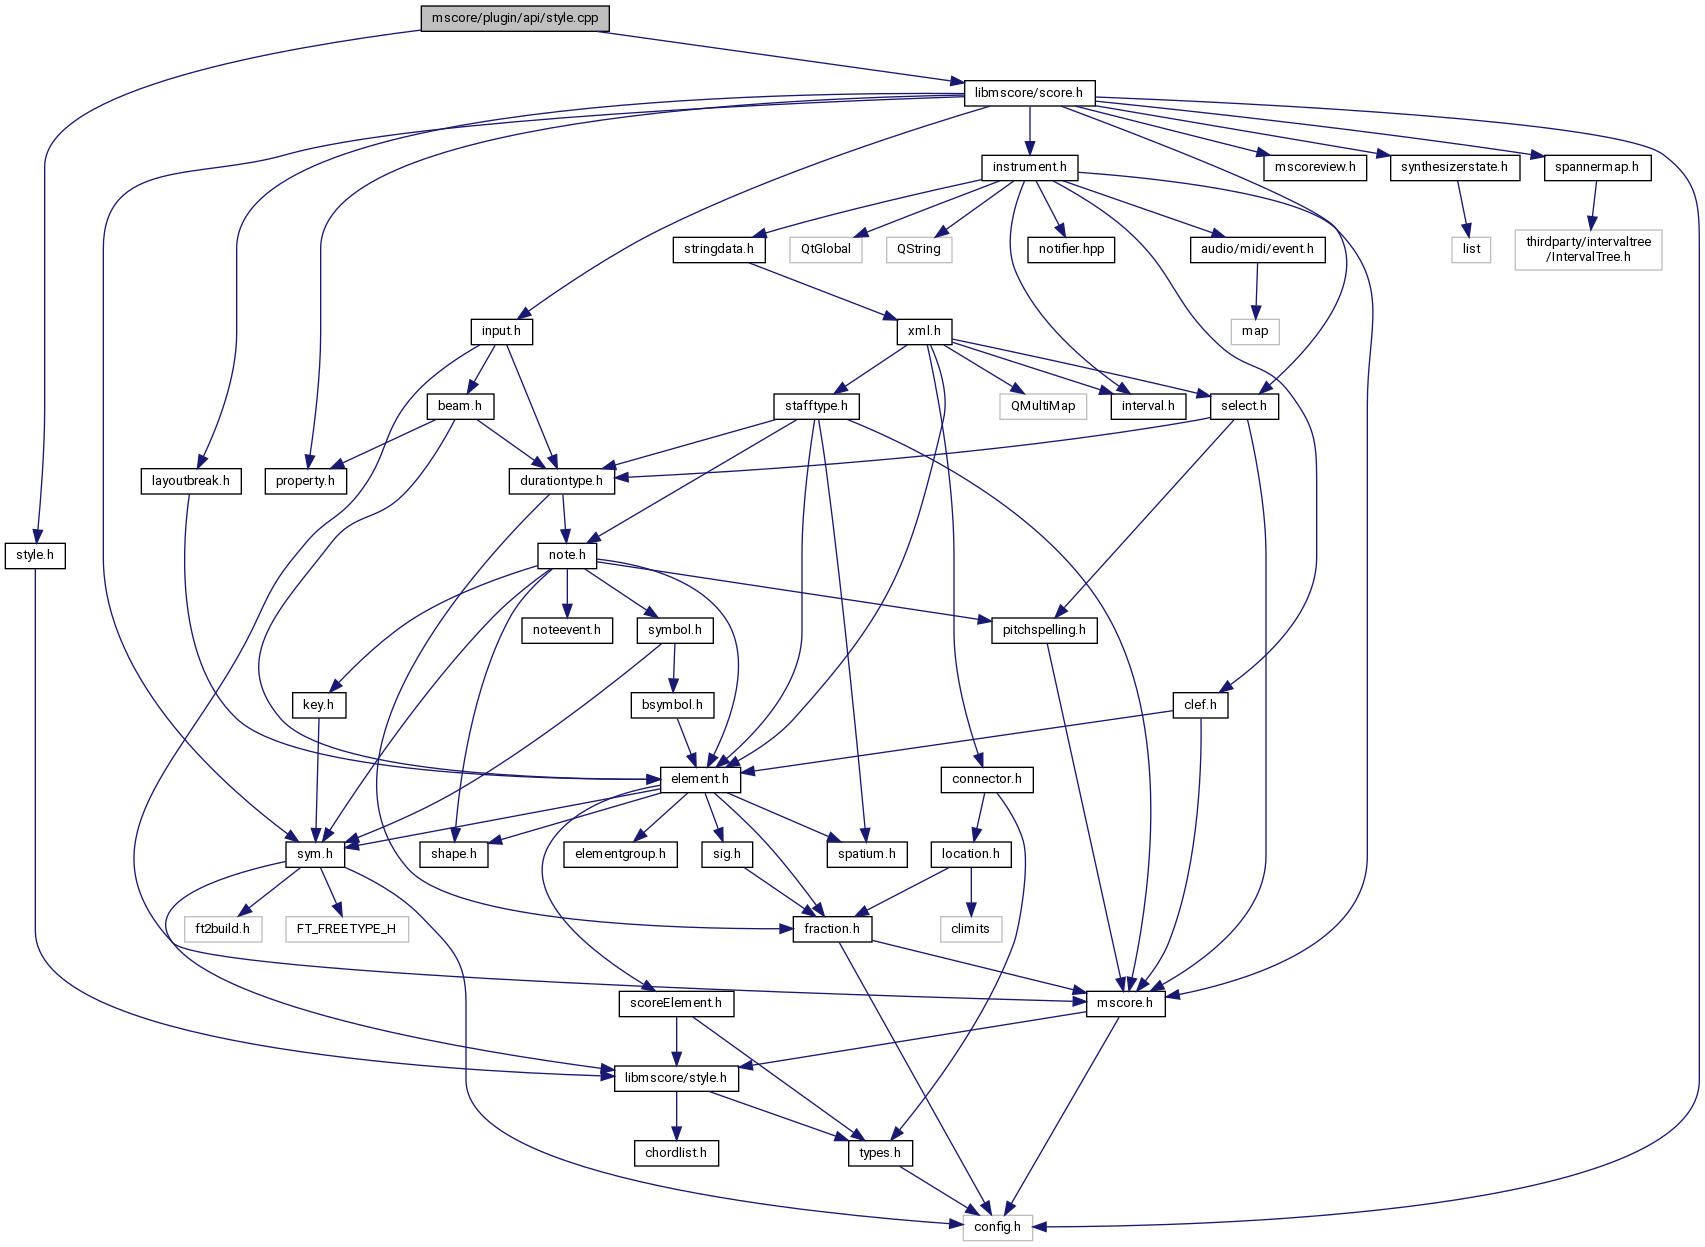 mscore/plugin/api/style.cpp
libmscore/score.h
instrument.h
mscoreview.h
synthesizerstate.h
spannermap.h
stringdata.h
QtGlobal
QString
notifier.hpp
audio/midi/event.h
list
thirdparty/intervaltree
/IntervalTree.h
input.h
xml.h
map
beam.h
stafftype.h
QMultiMap
interval.h
select.h
layoutbreak.h
property.h
durationtype.h
style.h
note.h
noteevent.h
symbol.h
pitchspelling.h
key.h
bsymbol.h
clef.h
element.h
connector.h
sym.h
shape.h
elementgroup.h
sig.h
spatium.h
location.h
ft2build.h
FT_FREETYPE_H
fraction.h
climits
scoreElement.h
mscore.h
libmscore/style.h
chordlist.h
types.h
config.h